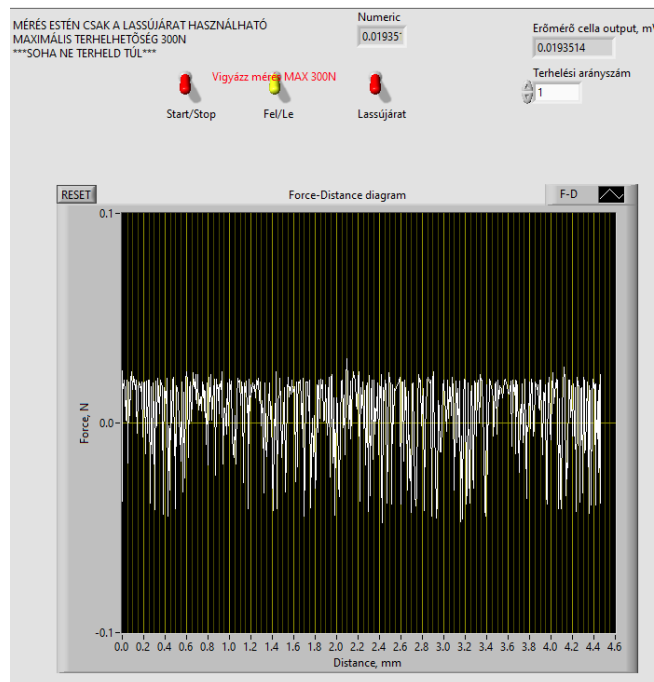 MÉRÉS ESTÉN CSAK A LASSÚJÁRAT HASZNÁLHATÓ
MAXIMÁLIS TERHELHETŐSÉG 300N
***SOHA NE TERHELD TÚL***
Numeric
0.01935
Erőmérő cella output, mV
0.0193514
Terhelési arányszám
1
Vigyázz mérés MAX 300N
Start/Stop
Fel/Le
Lassújárat
RESET
Force-Distance diagram
F-D
0.1
0.0
-0.1
Force, N
0.0 0.2 0.4 0.6 0.8 1.0 1.2 1.4 1.6 1.8 2.0 2.2 2.4 2.6 2.8 3.0 3.2 3.4 3.6 3.8 4.0 4.2 4.4 4.6
Distance, mm